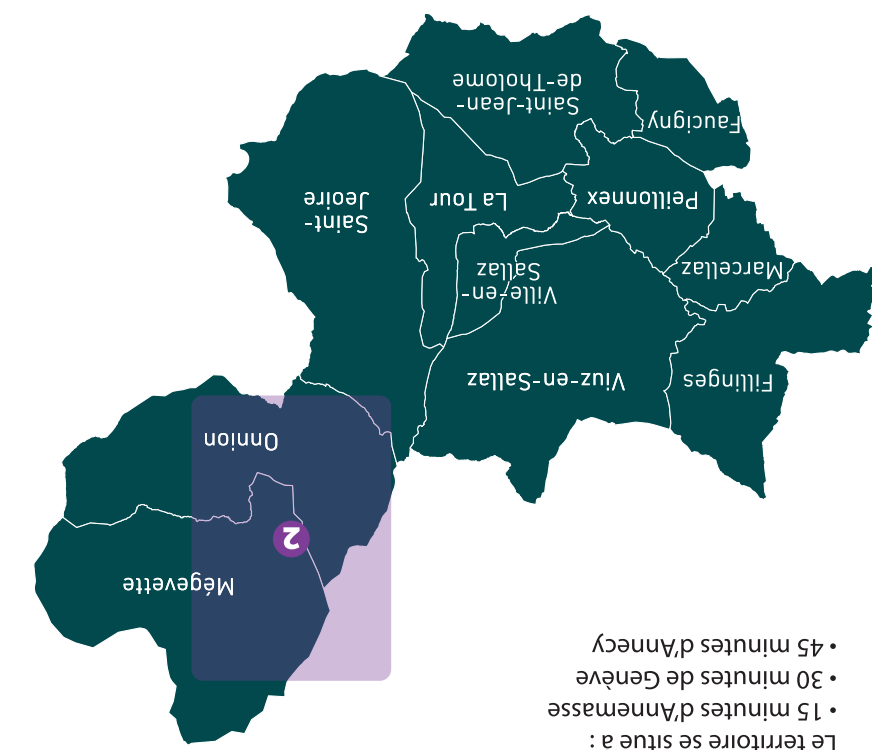 Le territoire se situe à :
• 15 minutes d'Annemasse
• 30 minutes de Genève
• 45 minutes d'Annecy
Mégevette
2
Onnion
Fillinges
Viuz-en-Sallaz
Ville-en-
Sallaz
Marcellaz
Peillonnex
La Tour
Saint-
Jeoire
Faucigny
Saint-Jean-
de-Tholome